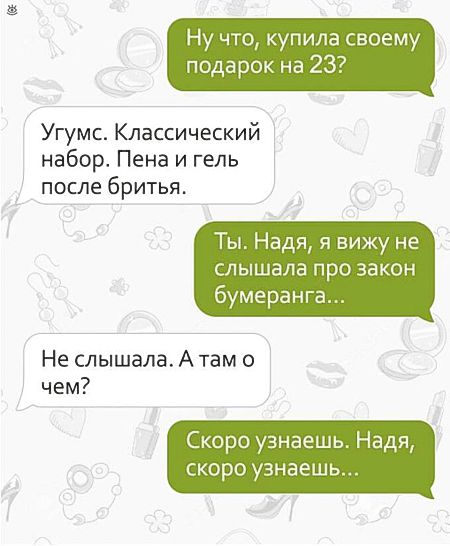 Ну что, купила своему
подарок на 23?
Угумс. Классический
набор. Пена и гель
после бритья.
Ты. Надя, я вижу не
слышала про закон
бумеранга...
Не слышала. А там о
чем?
Скоро узнаешь. Надя,
скоро узнаешь...